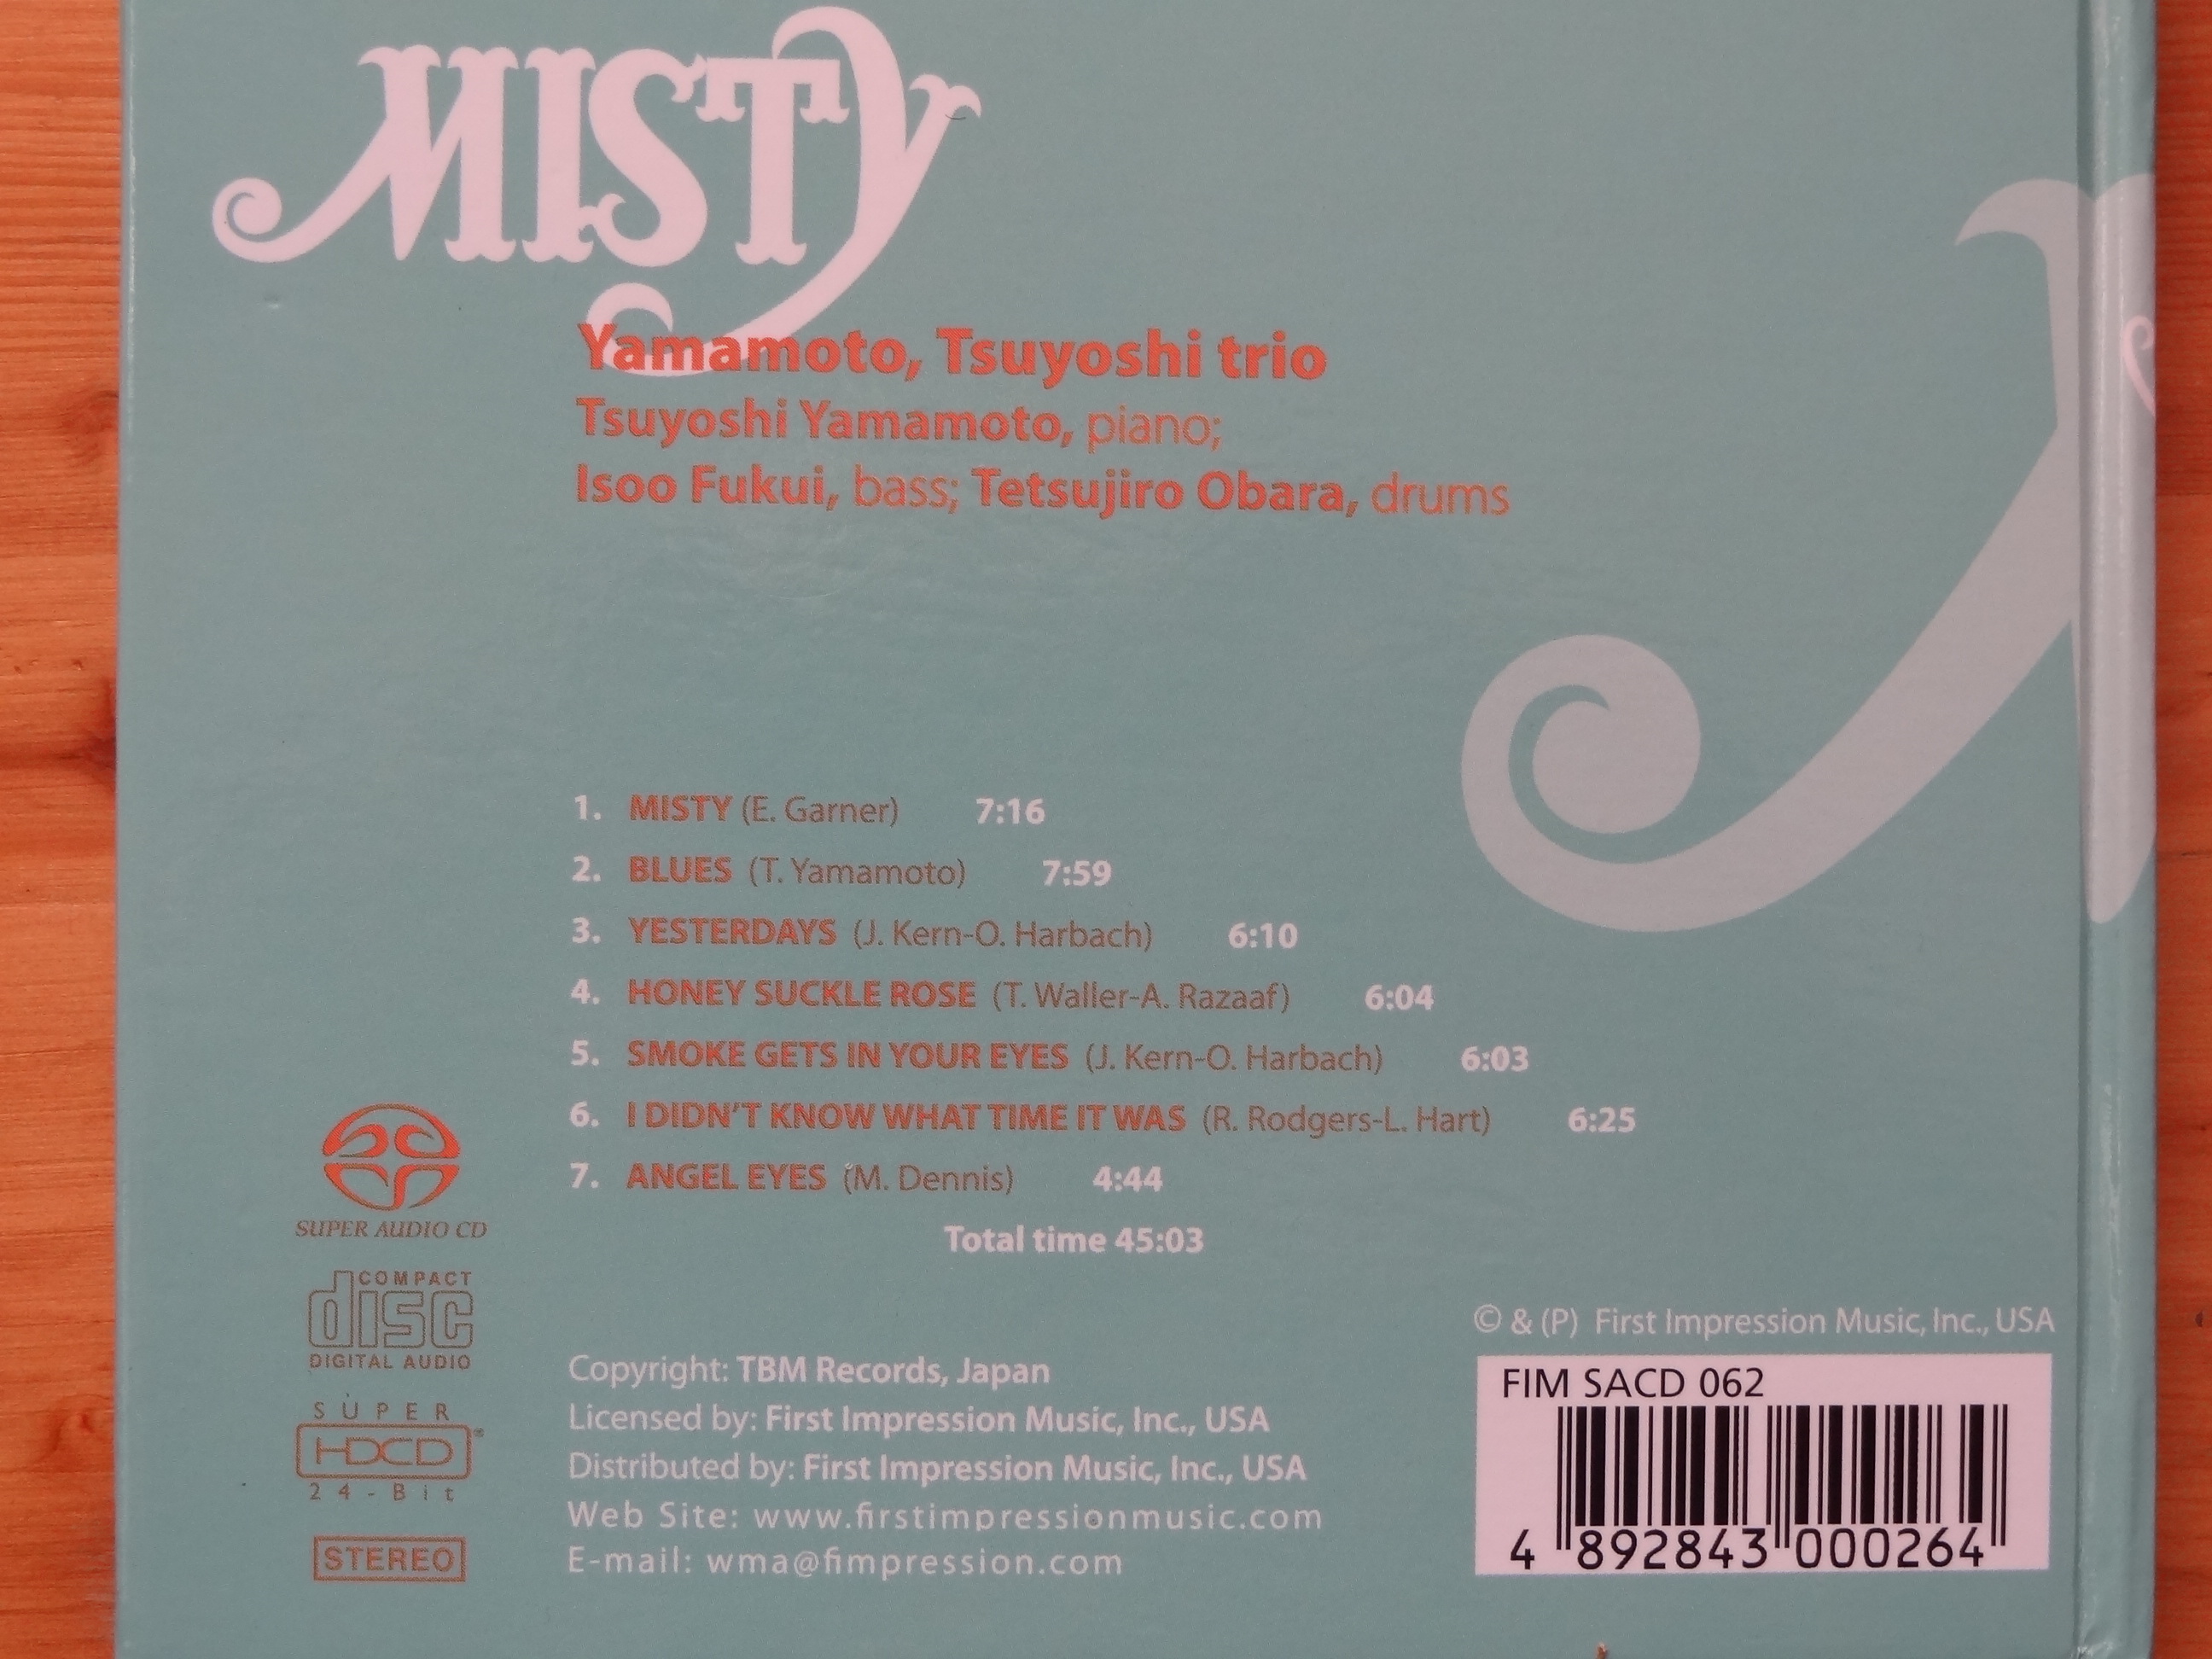 MISTY
Yamamoto, Tsuyoshi trio
Tsuyoshi Yamamoto, piano;
Isoo Fukui, bass; Tetsujiro Obara, drums
1. MISTY (E. Garner) 7:16
2. BLUES (T. Yamamoto) 7:59
3. YESTERDAYS (J. Kern-O. Harbach) 6:10
4. HONEY SUCKLE ROSE (T. Waller-A. Razaaf) 6:04
5. SMOKE GETS IN YOUR EYES (J. Kern-O. Harbach) 6:03
6. I DIDN'T KNOW WHAT TIME IT WAS (R. Rodgers-L. Hart) 6:25
7. ANGEL EYES (M. Dennis) 4:44
Total time 45:03
SUPER AUDIO CD
COMPACT
disc
DIGITAL AUDIO
SUPER
HDCD®
24-Bit
STEREO
Copyright: TBM Records, Japan
Licensed by: First Impression Music, Inc., USA
Distributed by: First Impression Music, Inc., USA
Web Site: www.firstimpressionmusic.com
E-mail: wma@fimpression.com
© & (P) First Impression Music, Inc., USA
FIM SACD 062
4 892843 000264